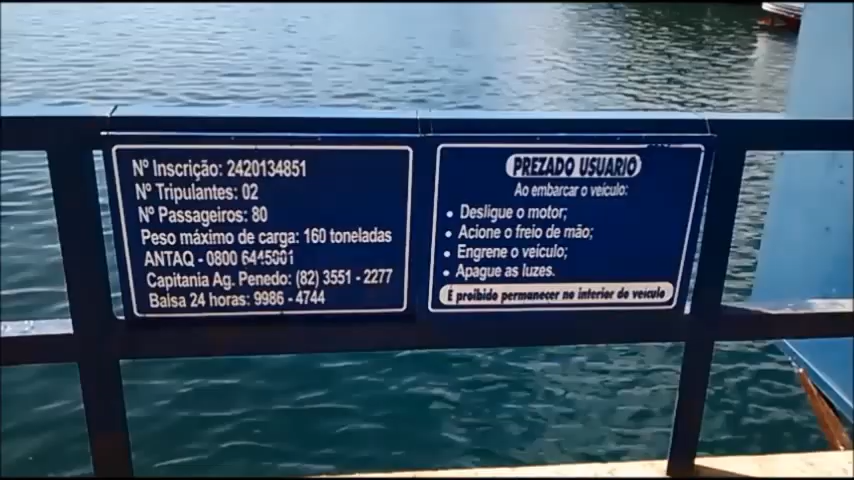 Nº Inscrição: 2420134851
Nº Tripulantes: 02
Nº Passageiros: 80
Peso máximo de carga: 160 toneladas
ANTAQ - 0800 6445001
Capitania Ag. Penedo: (82) 3551 - 2277
Balsa 24 horas: 9986 - 4744
PREZADO USUARIO
Ao embarcar o veículo:
• Desligue o motor;
• Acione o freio de mão;
• Engrene o veículo;
• Apague as luzes.
É proibido permanecer no interior do veículo